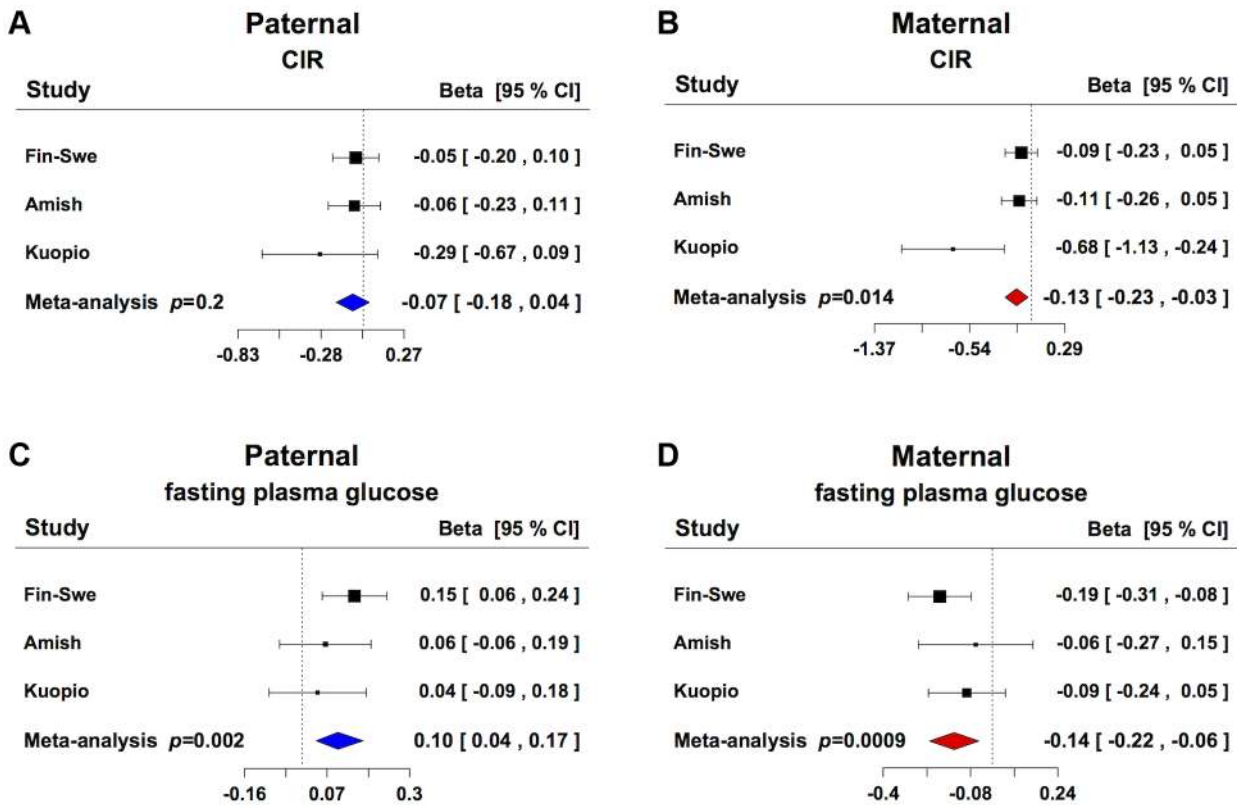 A Paternal
CIR
Study Beta [95 % CI]
Fin-Swe -0.05 [ -0.20 , 0.10 ]
Amish -0.06 [ -0.23 , 0.11 ]
Kuopio -0.29 [ -0.67 , 0.09 ]
Meta-analysis p=0.2 -0.07 [ -0.18 , 0.04 ]
-0.83 -0.28 0.27
B Maternal
CIR
Study Beta [95 % CI]
Fin-Swe -0.09 [ -0.23 , 0.05 ]
Amish -0.11 [ -0.26 , 0.05 ]
Kuopio -0.68 [ -1.13 , -0.24 ]
Meta-analysis p=0.014 -0.13 [ -0.23 , -0.03 ]
-1.37 -0.54 0.29
C Paternal
fasting plasma glucose
Study Beta [95 % CI]
Fin-Swe 0.15 [ 0.06 , 0.24 ]
Amish 0.06 [ -0.06 , 0.19 ]
Kuopio 0.04 [ -0.09 , 0.18 ]
Meta-analysis p=0.002 0.10 [ 0.04 , 0.17 ]
-0.16 0.07 0.3
D Maternal
fasting plasma glucose
Study Beta [95 % CI]
Fin-Swe -0.19 [ -0.31 , -0.08 ]
Amish -0.06 [ -0.27 , 0.15 ]
Kuopio -0.09 [ -0.24 , 0.05 ]
Meta-analysis p=0.0009 -0.14 [ -0.22 , -0.06 ]
-0.4 -0.08 0.24